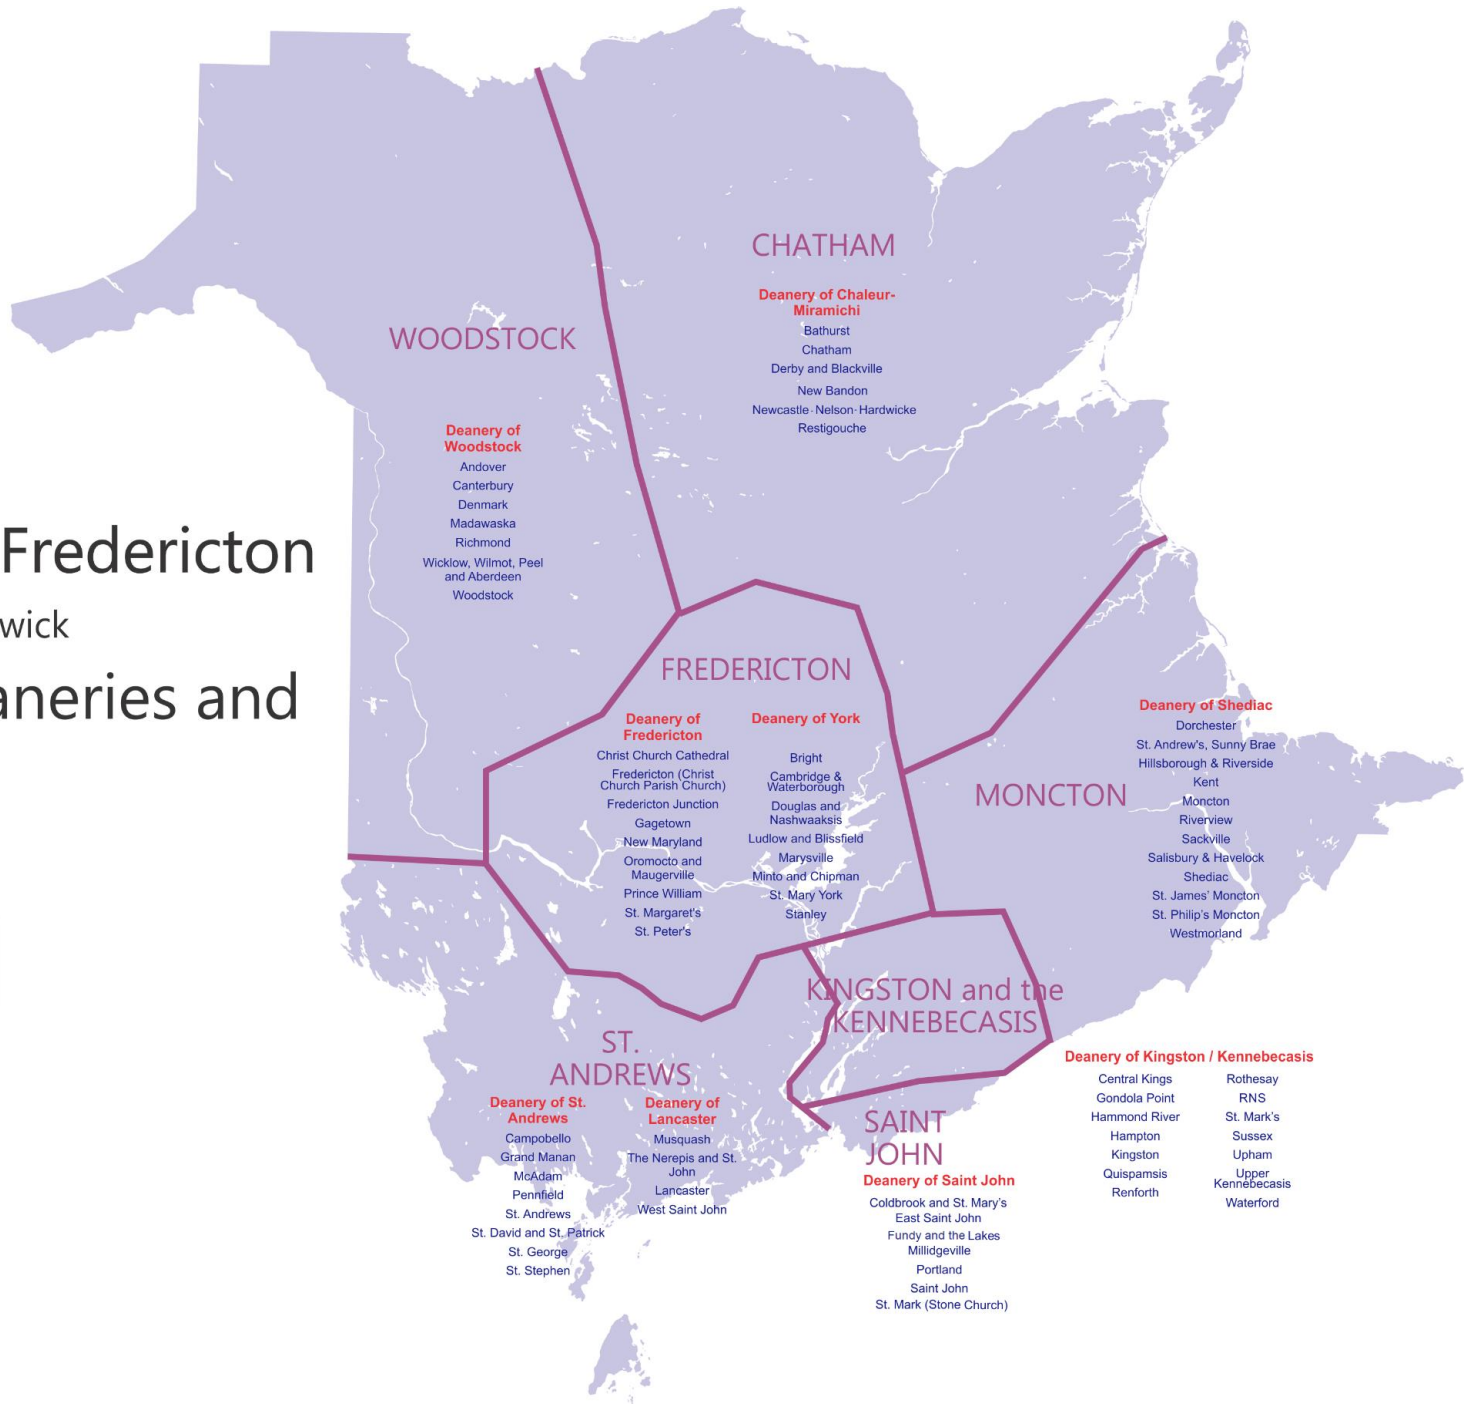 Fredericton
wick
aneries and
CHATHAM
Deanery of Chaleur-
Miramichi
Bathurst
Chatham
Derby and Blackville
New Bandon
Newcastle-Nelson-Hardwicke
Restigouche
WOODSTOCK
Deanery of
Woodstock
Andover
Canterbury
Denmark
Madawaska
Richmond
Wicklow, Wilmot, Peel
and Aberdeen
Woodstock
FREDERICTON
Deanery of
Fredericton
Christ Church Cathedral
Fredericton (Christ
Church Parish Church)
Fredericton Junction
Gagetown
New Maryland
Oromocto and
Maugerville
Prince William
St. Margaret's
St. Peter's
Deanery of York
Bright
Cambridge &
Waterborough
Douglas and
Nashwaaksis
Ludlow and Blissfield
Marysville
Minto and Chipman
St. Mary York
Stanley
MONCTON
Deanery of Shediac
Dorchester
St. Andrew's, Sunny Brae
Hillsborough & Riverside
Kent
Moncton
Riverview
Sackville
Salisbury & Havelock
Shediac
St. James' Moncton
St. Philip's Moncton
Westmorland
KINGSTON and the
KENNEBECASIS
Deanery of Kingston / Kennebecasis
Central Kings
Gondola Point
Hammond River
Hampton
Kingston
Quispamsis
Renforth
Rothesay
RNS
St. Mark's
Sussex
Upham
Upper
Kennebecasis
Waterford
ST.
ANDREWS
Deanery of St.
Andrews
Campobello
Grand Manan
McAdam
Pennfield
St. Andrews
St. David and St. Patrick
St. George
St. Stephen
Deanery of
Lancaster
Musquash
The Nerepis and St.
John
Lancaster
West Saint John
SAINT
JOHN
Deanery of Saint John
Coldbrook and St. Mary's
East Saint John
Fundy and the Lakes
Millidgeville
Portland
Saint John
St. Mark (Stone Church)